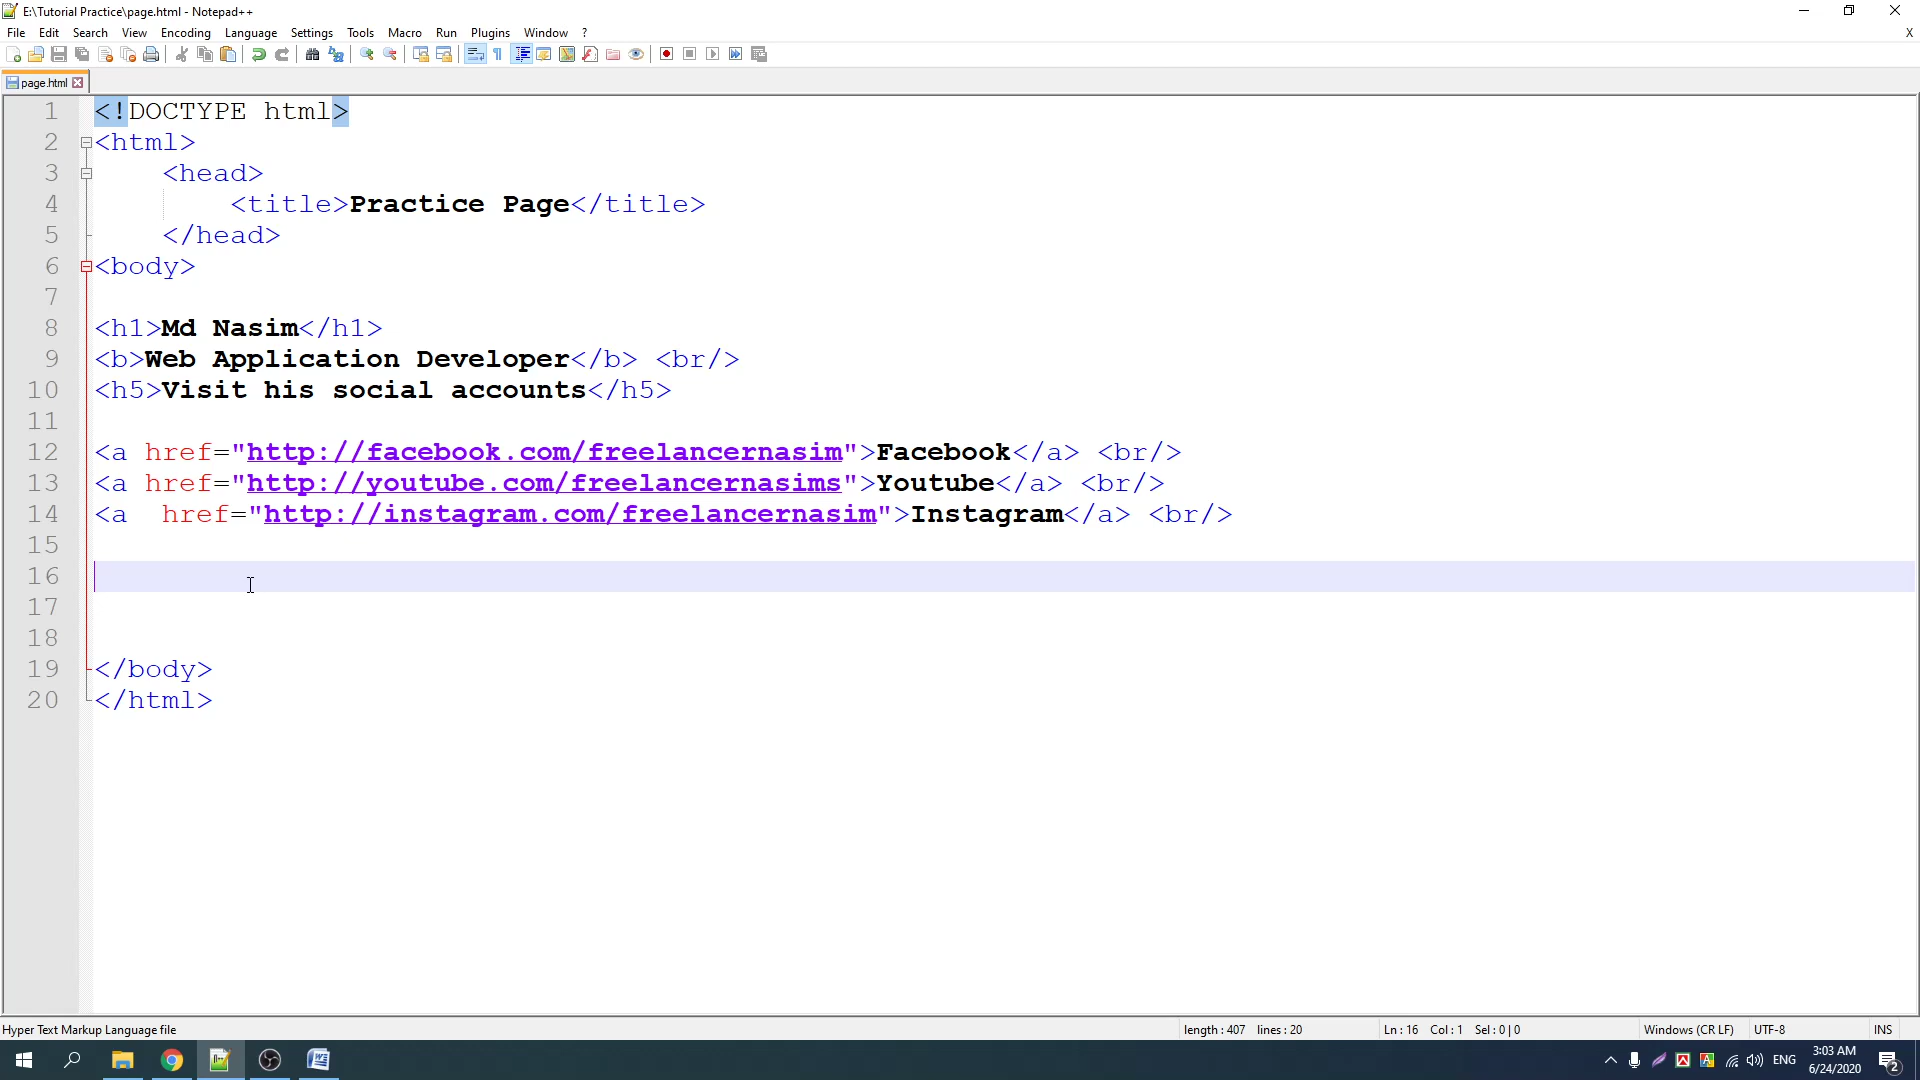 E:\Tutorial Practice\page.html - Notepad++
File Edit Search View Encoding Language Settings Tools Macro Run Plugins Window ? X
page.html
1 <!DOCTYPE html>
2 <html>
3 <head>
4 <title>Practice Page</title>
5 </head>
6 <body>
7
8 <h1>Md Nasim</h1>
9 <b>Web Application Developer</b> <br/>
10 <h5>Visit his social accounts</h5>
11
12 <a href="http://facebook.com/freelancernasim">Facebook</a> <br/>
13 <a href="http://youtube.com/freelancernasims">Youtube</a> <br/>
14 <a  href="http://instagram.com/freelancernasim">Instagram</a> <br/>
15
16
17
18
19 </body>
20 </html>
Hyper Text Markup Language file length : 407 lines : 20 Ln : 16 Col : 1 Sel : 0 | 0 Windows (CR LF) UTF-8 INS
ENG 3:03 AM
6/24/2020 2